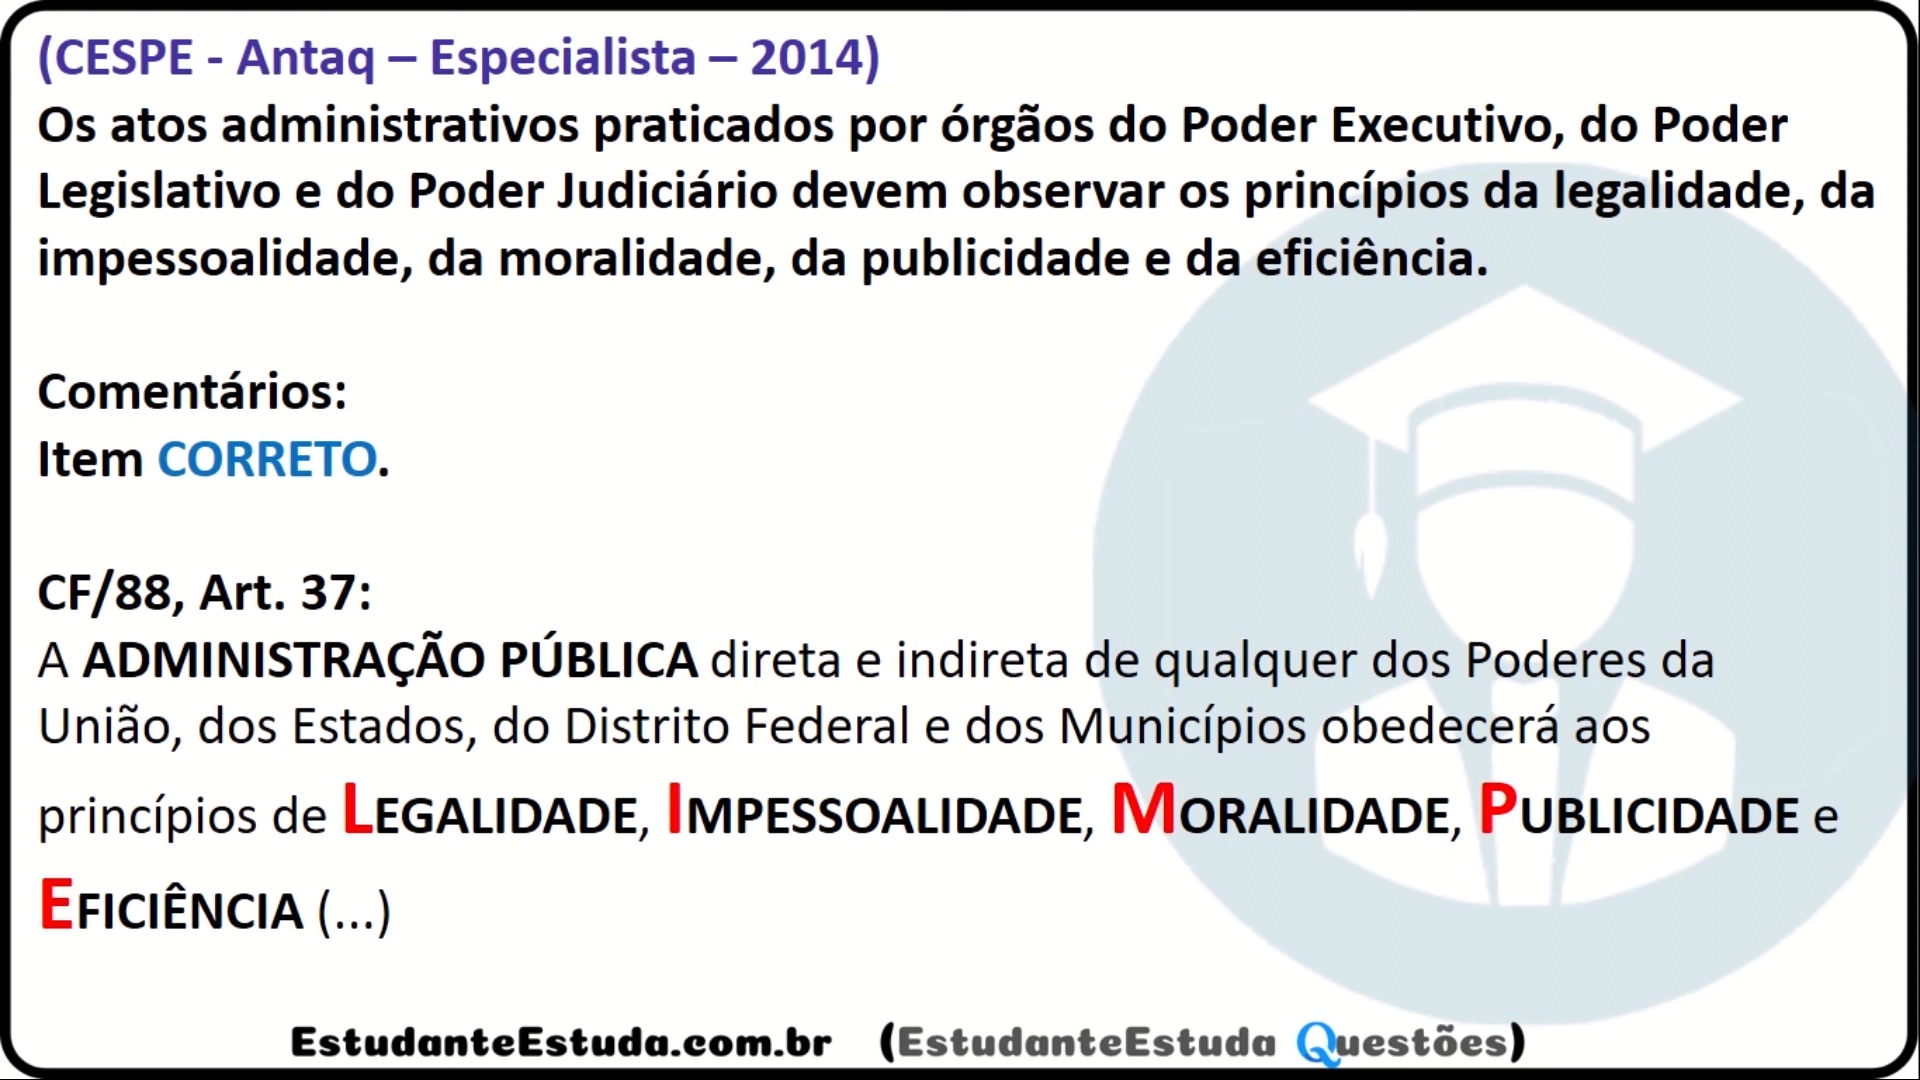 (CESPE - Antaq – Especialista – 2014)
Os atos administrativos praticados por órgãos do Poder Executivo, do Poder
Legislativo e do Poder Judiciário devem observar os princípios da legalidade, da
impessoalidade, da moralidade, da publicidade e da eficiência.
Comentários:
Item CORRETO.
CF/88, Art. 37:
A ADMINISTRAÇÃO PÚBLICA direta e indireta de qualquer dos Poderes da
União, dos Estados, do Distrito Federal e dos Municípios obedecerá aos
princípios de LEGALIDADE, IMPESSOALIDADE, MORALIDADE, PUBLICIDADE e
EFICIÊNCIA (...)
EstudanteEstuda.com.br (EstudanteEstuda Questões)